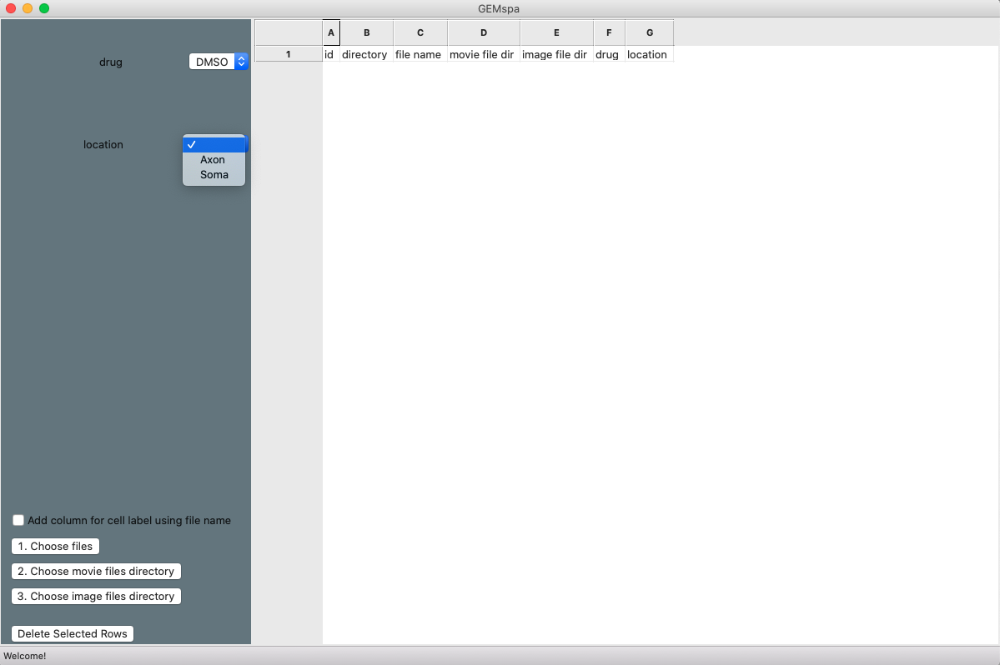 GEMspa
A B C D E F G
drug DMSO
1 id directory file name movie file dir image file dir drug location
location
Axon
Soma
Add column for cell label using file name
1. Choose files
2. Choose movie files directory
3. Choose image files directory
Delete Selected Rows
Welcome!